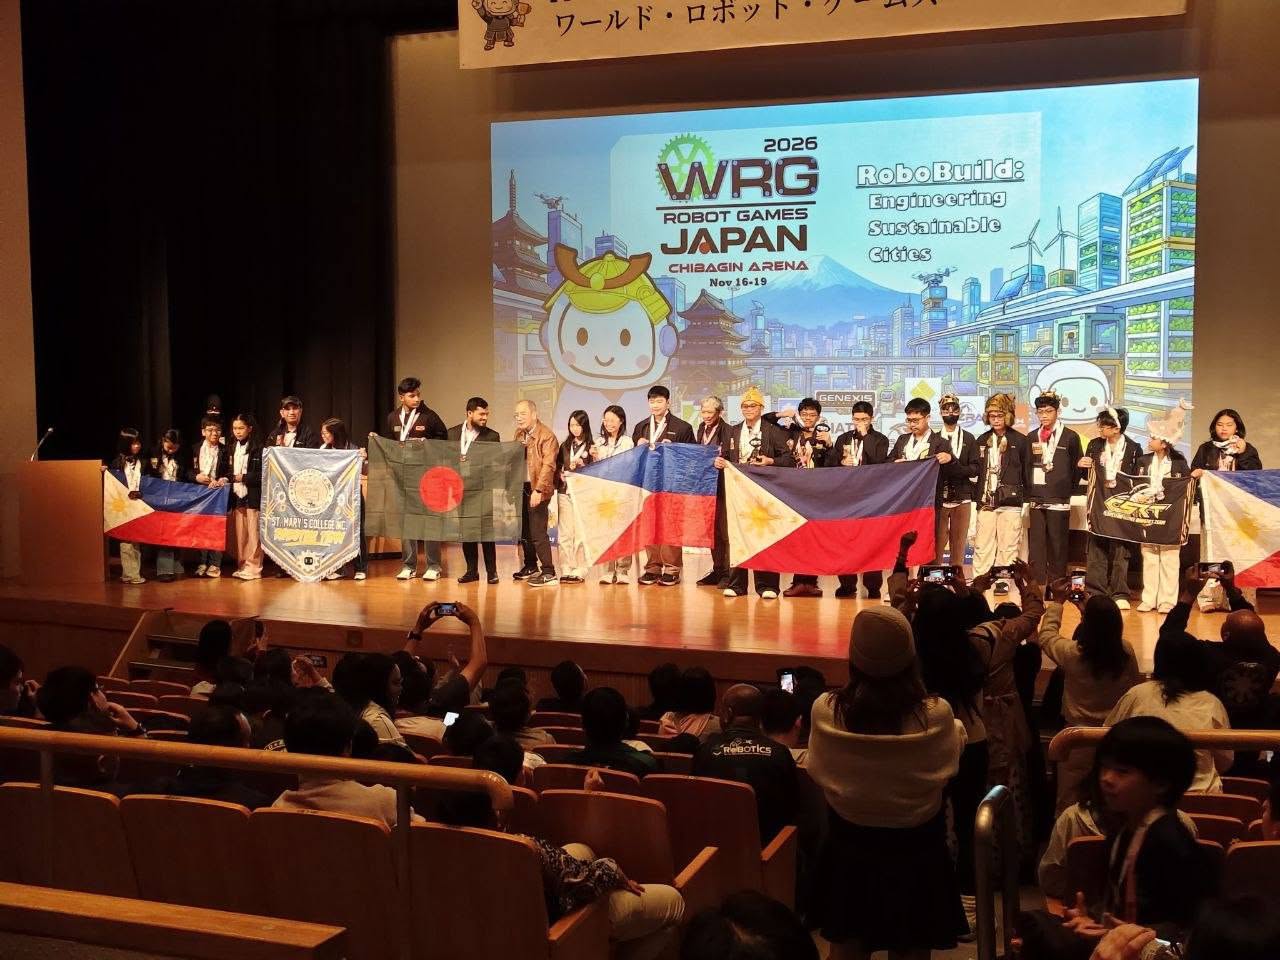 ワールド・ロボット・ゲームズ
2026
WRG
ROBOT GAMES
JAPAN
CHIBAGIN ARENA
Nov 16-19
RoboBuild:
Engineering
Sustainable
Cities
GENEXIS
ST. MARY'S COLLEGE INC.
ROBOTICS